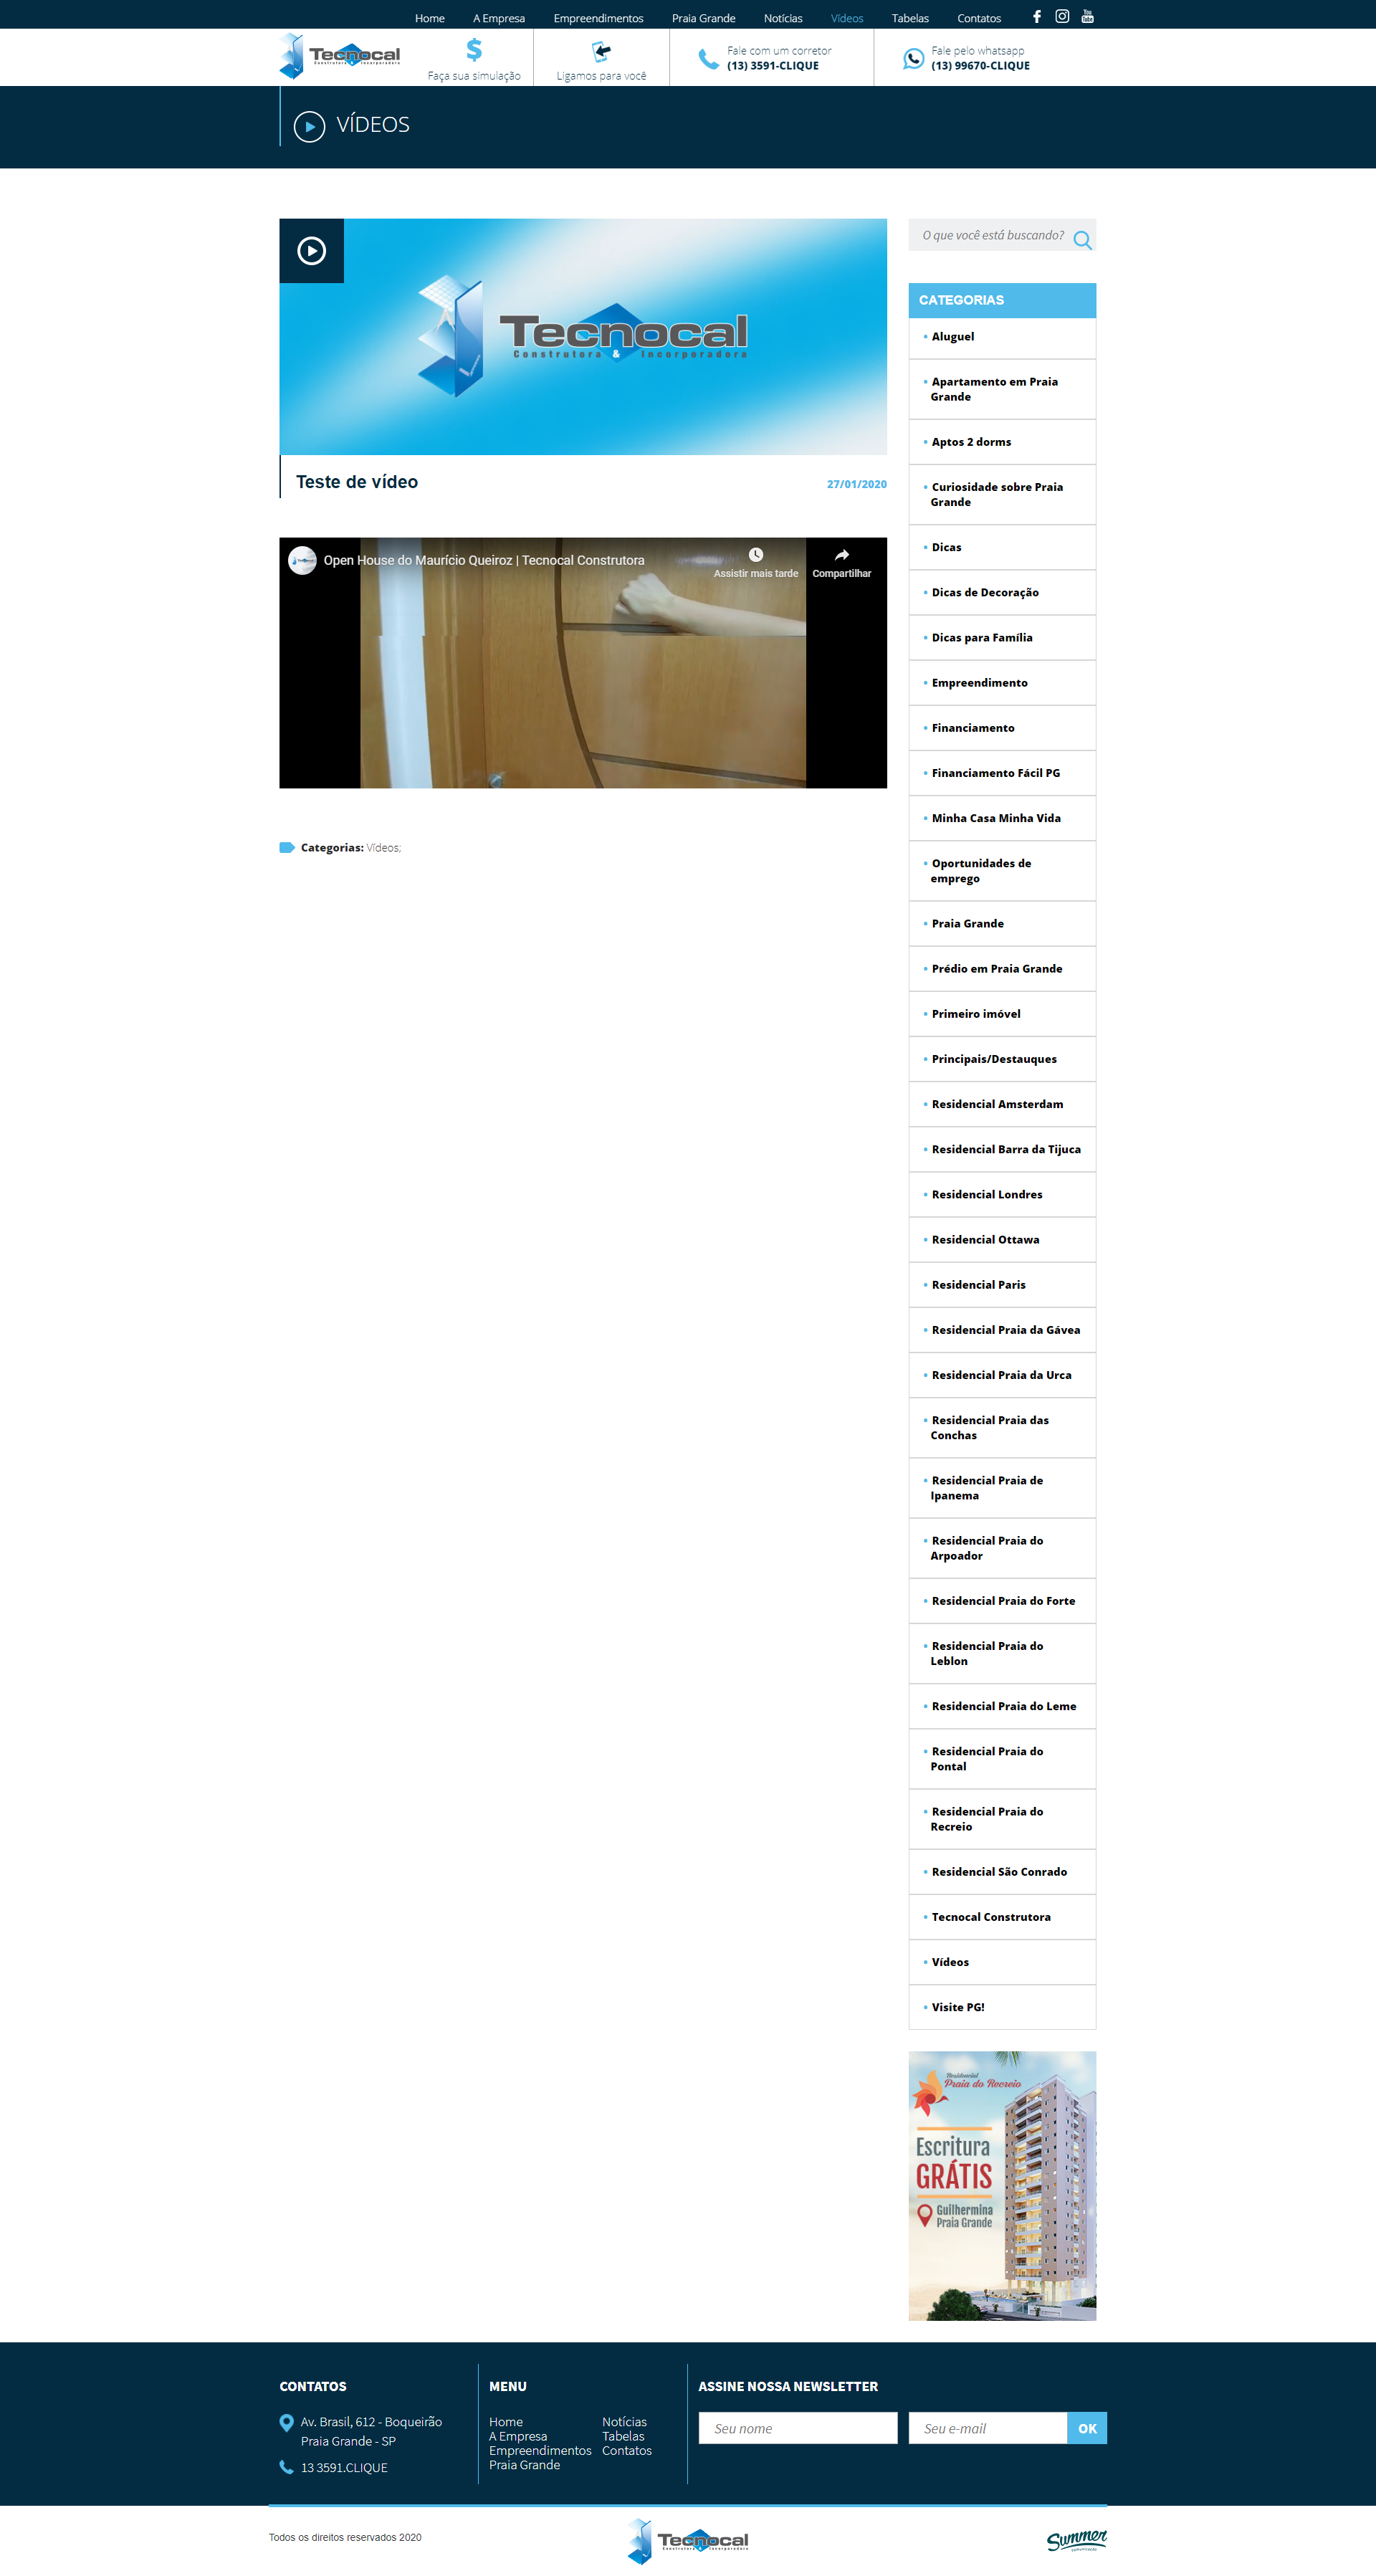 Home A Empresa Empreendimentos Praia Grande Notícias Vídeos Tabelas Contatos You Tube
Tecnocal
Construtora & Incorporadora
Faça sua simulação
Ligamos para você
Fale com um corretor
(13) 3591-CLIQUE
Fale pelo whatsapp
(13) 99670-CLIQUE
VÍDEOS
Tecnocal
Construtora & Incorporadora
Teste de vídeo
27/01/2020
Open House do Maurício Queiroz | Tecnocal Construtora
Assistir mais tarde
Compartilhar
Categorias: Vídeos;
O que você está buscando?
CATEGORIAS
• Aluguel
• Apartamento em Praia
Grande
• Aptos 2 dorms
• Curiosidade sobre Praia
Grande
• Dicas
• Dicas de Decoração
• Dicas para Família
• Empreendimento
• Financiamento
• Financiamento Fácil PG
• Minha Casa Minha Vida
• Oportunidades de
emprego
• Praia Grande
• Prédio em Praia Grande
• Primeiro imóvel
• Principais/Destauques
• Residencial Amsterdam
• Residencial Barra da Tijuca
• Residencial Londres
• Residencial Ottawa
• Residencial Paris
• Residencial Praia da Gávea
• Residencial Praia da Urca
• Residencial Praia das
Conchas
• Residencial Praia de
Ipanema
• Residencial Praia do
Arpoador
• Residencial Praia do Forte
• Residencial Praia do
Leblon
• Residencial Praia do Leme
• Residencial Praia do
Pontal
• Residencial Praia do
Recreio
• Residencial São Conrado
• Tecnocal Construtora
• Vídeos
• Visite PG!
Residencial
Praia do Recreio
Escritura
GRÁTIS
Guilhermina
Praia Grande
CONTATOS
Av. Brasil, 612 - Boqueirão
Praia Grande - SP
13 3591.CLIQUE
MENU
Home
A Empresa
Empreendimentos
Praia Grande
Notícias
Tabelas
Contatos
ASSINE NOSSA NEWSLETTER
Seu nome
Seu e-mail
OK
Todos os direitos reservados 2020
Tecnocal
Construtora & Incorporadora
Summer
comunicação